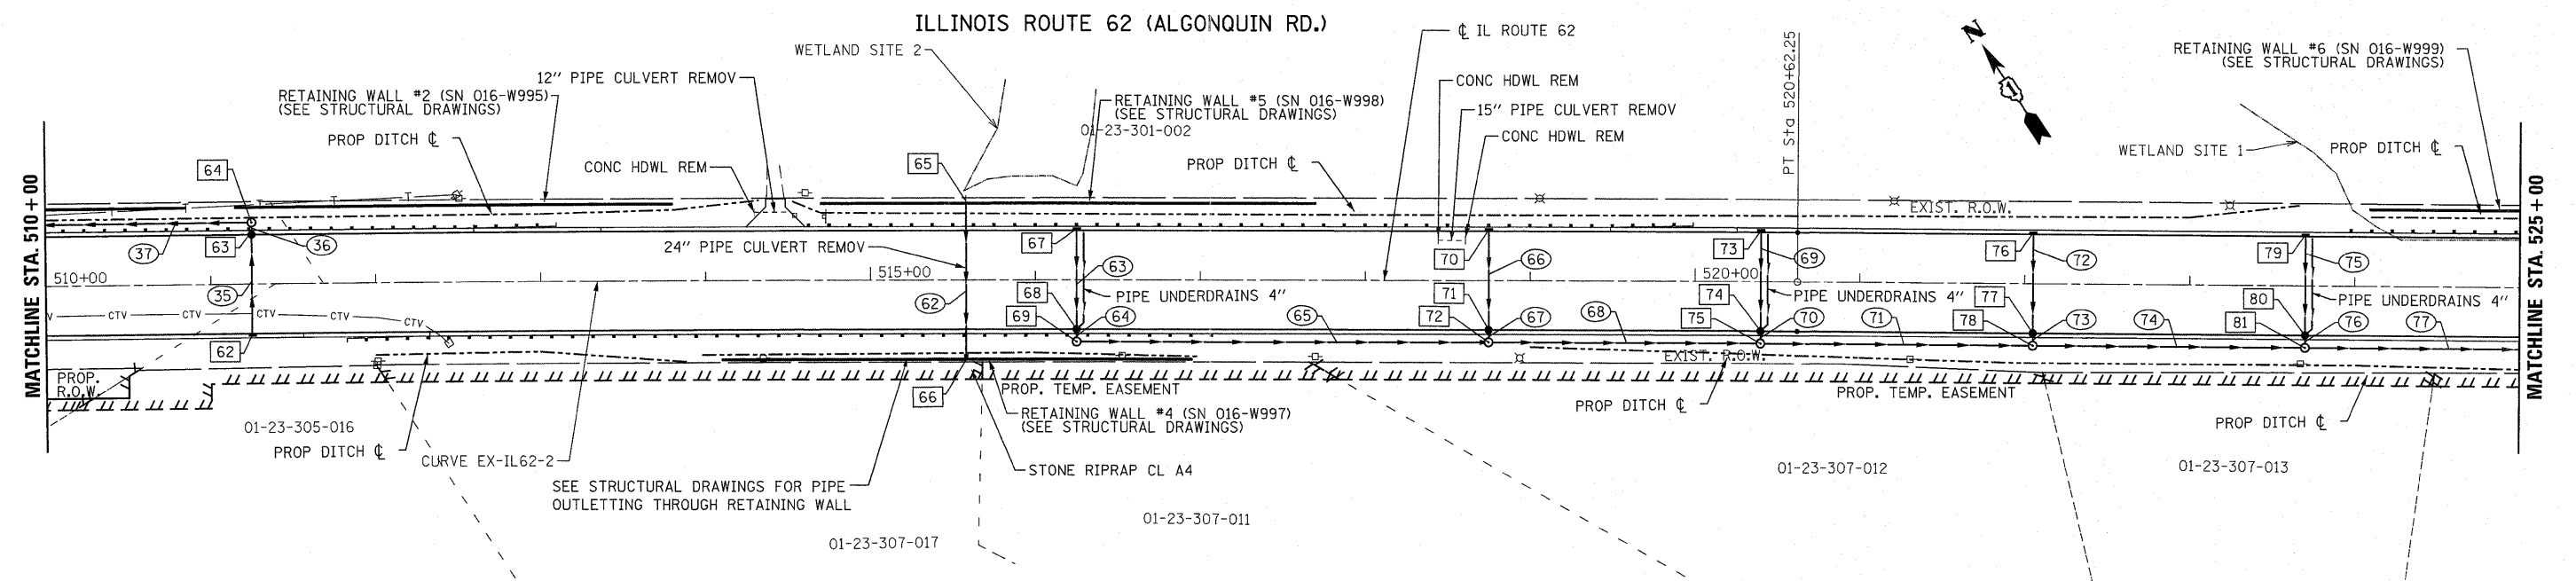 ILLINOIS ROUTE 62 (ALGONQUIN RD.)
WETLAND SITE 2
℄ IL ROUTE 62
PT Sta 520+62.25
N
1
RETAINING WALL #6 (SN 016-W999)
(SEE STRUCTURAL DRAWINGS)
12" PIPE CULVERT REMOV
CONC HDWL REM
RETAINING WALL #2 (SN 016-W995)
(SEE STRUCTURAL DRAWINGS)
RETAINING WALL #5 (SN 016-W998)
(SEE STRUCTURAL DRAWINGS)
01-23-301-002
15" PIPE CULVERT REMOV
CONC HDWL REM
PROP DITCH ℄
PROP DITCH ℄
WETLAND SITE 1
PROP DITCH ℄
CONC HDWL REM
64
65
MATCHLINE STA. 510+00
MATCHLINE STA. 525+00
T
T
T
EXIST. R.O.W.
37
63
36
24" PIPE CULVERT REMOV
67
70
73
76
79
66
69
72
75
63
510+00
515+00
520+00
35
62
68
PIPE UNDERDRAINS 4"
71
74
PIPE UNDERDRAINS 4"
77
80
PIPE UNDERDRAINS 4"
V
CTV
CTV
CTV
CTV
CTV
69
64
65
72
67
68
75
70
71
78
73
74
81
76
77
62
EXIST. R.O.W.
PROP.
R.O.W.
66
PROP. TEMP. EASEMENT
PROP. TEMP. EASEMENT
RETAINING WALL #4 (SN 016-W997)
(SEE STRUCTURAL DRAWINGS)
PROP DITCH ℄
PROP DITCH ℄
01-23-305-016
PROP DITCH ℄
CURVE EX-IL62-2
STONE RIPRAP CL A4
01-23-307-012
01-23-307-013
SEE STRUCTURAL DRAWINGS FOR PIPE
OUTLETTING THROUGH RETAINING WALL
01-23-307-011
01-23-307-017